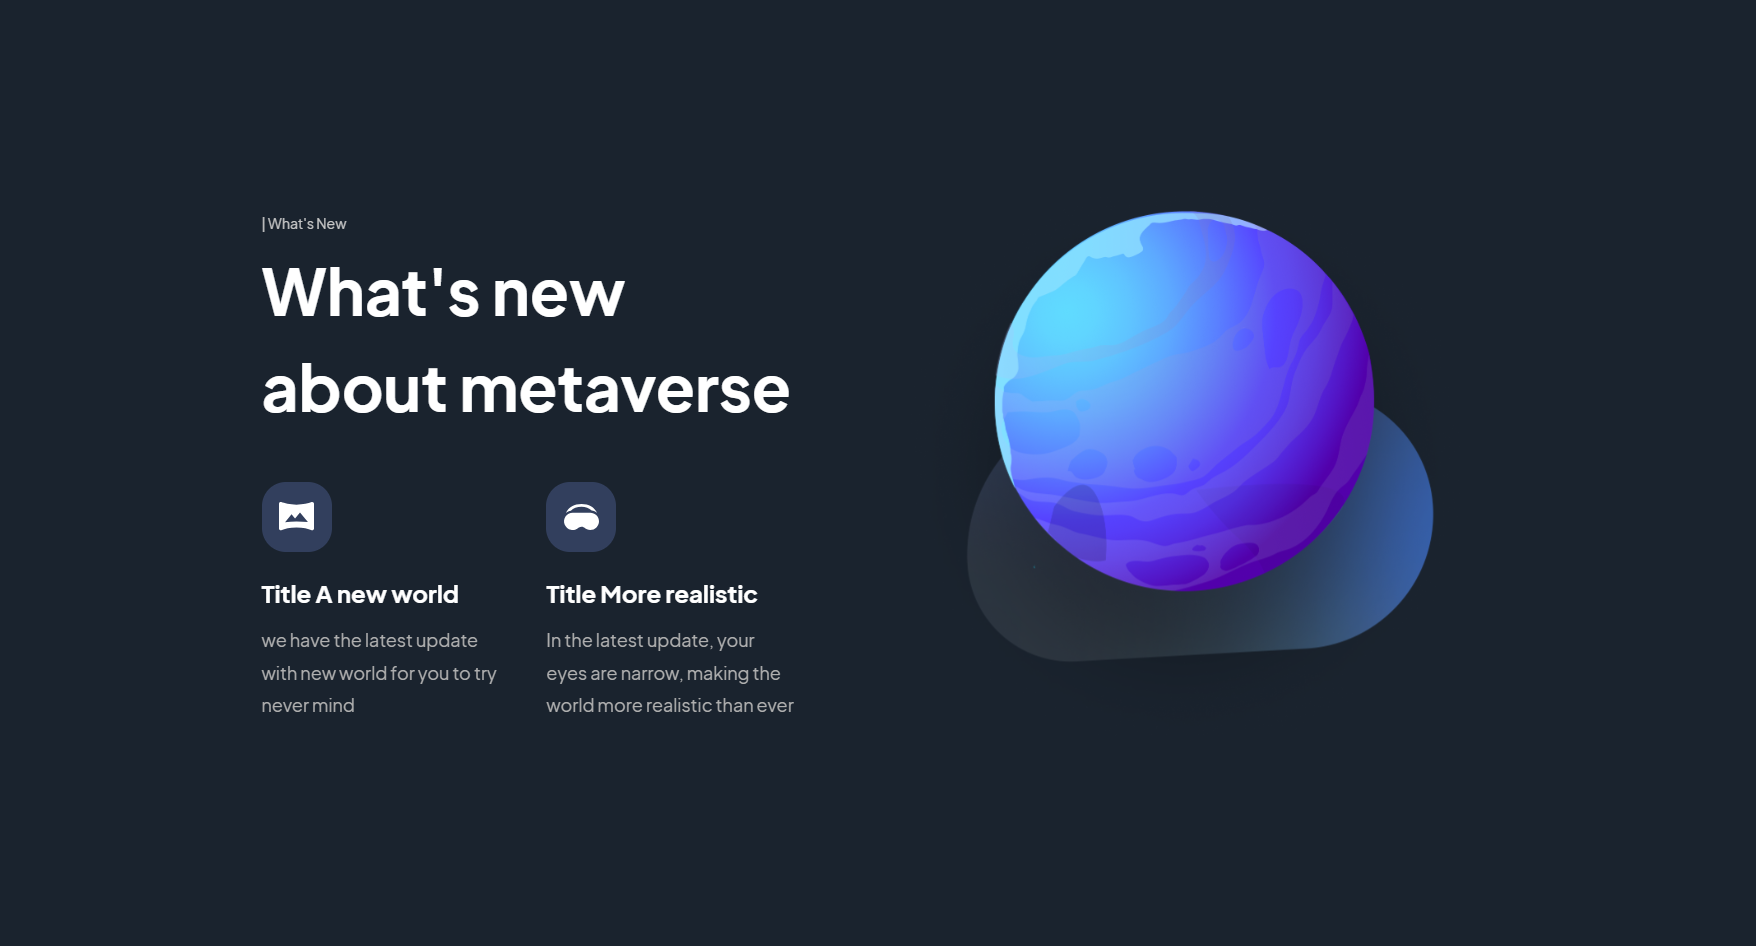 | What's New
What's new
about metaverse
Title A new world
we have the latest update
with new world for you to try
never mind
Title More realistic
In the latest update, your
eyes are narrow, making the
world more realistic than ever